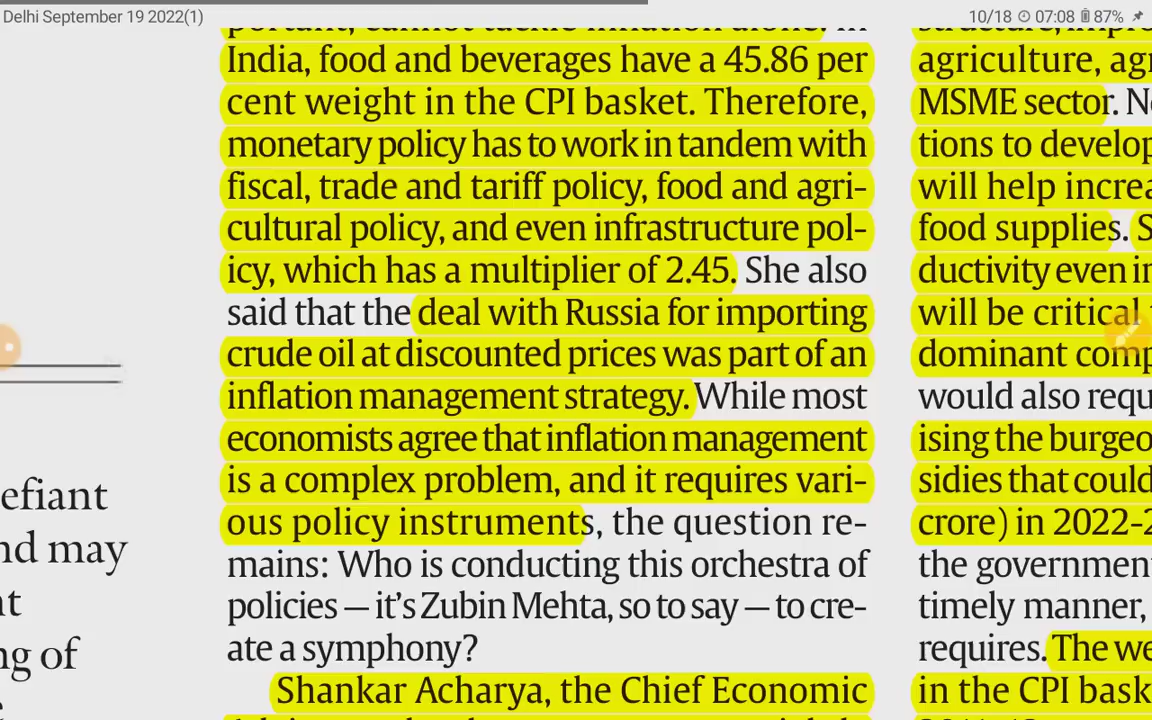 Delhi September 19 2022(1)
10/18 07:08 87%
efiant
nd may
nt
ng of
India, food and beverages have a 45.86 per
cent weight in the CPI basket. Therefore,
monetary policy has to work in tandem with
fiscal, trade and tariff policy, food and agri-
cultural policy, and even infrastructure pol-
icy, which has a multiplier of 2.45. She also
said that the deal with Russia for importing
crude oil at discounted prices was part of an
inflation management strategy. While most
economists agree that inflation management
is a complex problem, and it requires vari-
ous policy instruments, the question re-
mains: Who is conducting this orchestra of
policies — it's Zubin Mehta, so to say — to cre-
ate a symphony?
Shankar Acharya, the Chief Economic
agriculture, ag
MSME sector. N
tions to develop
will help increa
food supplies. S
ductivity even in
will be critical
dominant comp
would also requ
ising the burgeo
sidies that could
crore) in 2022-2
the government
timely manner,
requires. The we
in the CPI bask